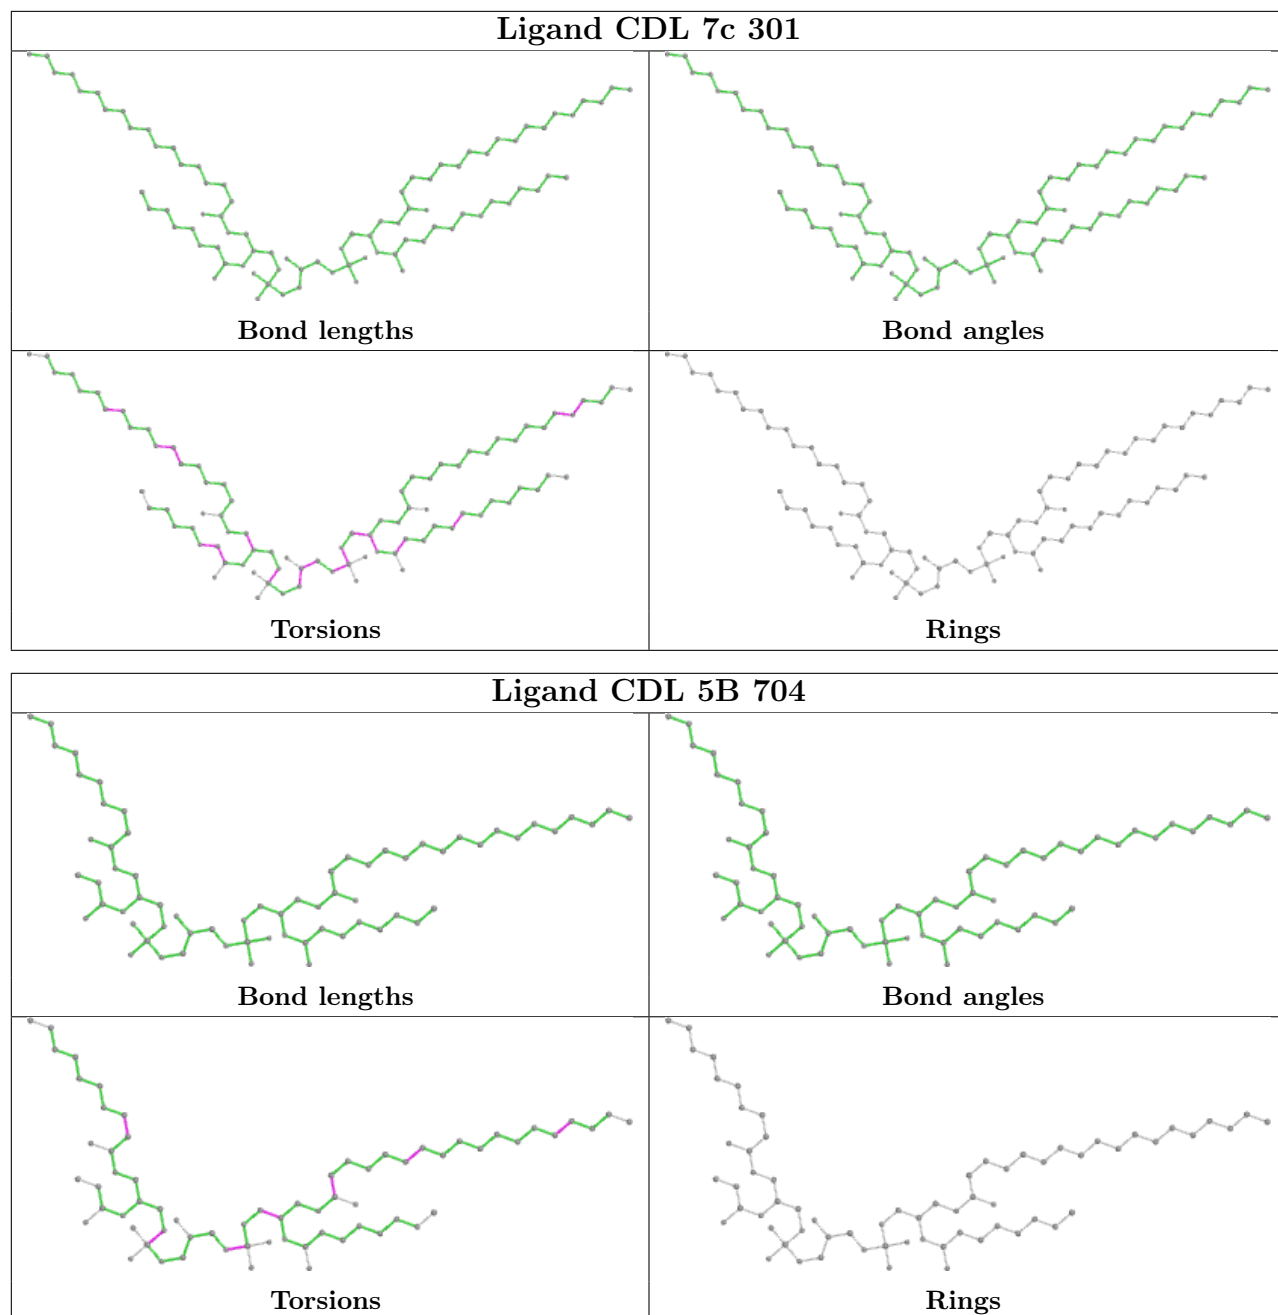 Ligand CDL 7c 301
Bond lengths
Bond angles
Torsions
Rings
Ligand CDL 5B 704
Bond lengths
Bond angles
Torsions
Rings